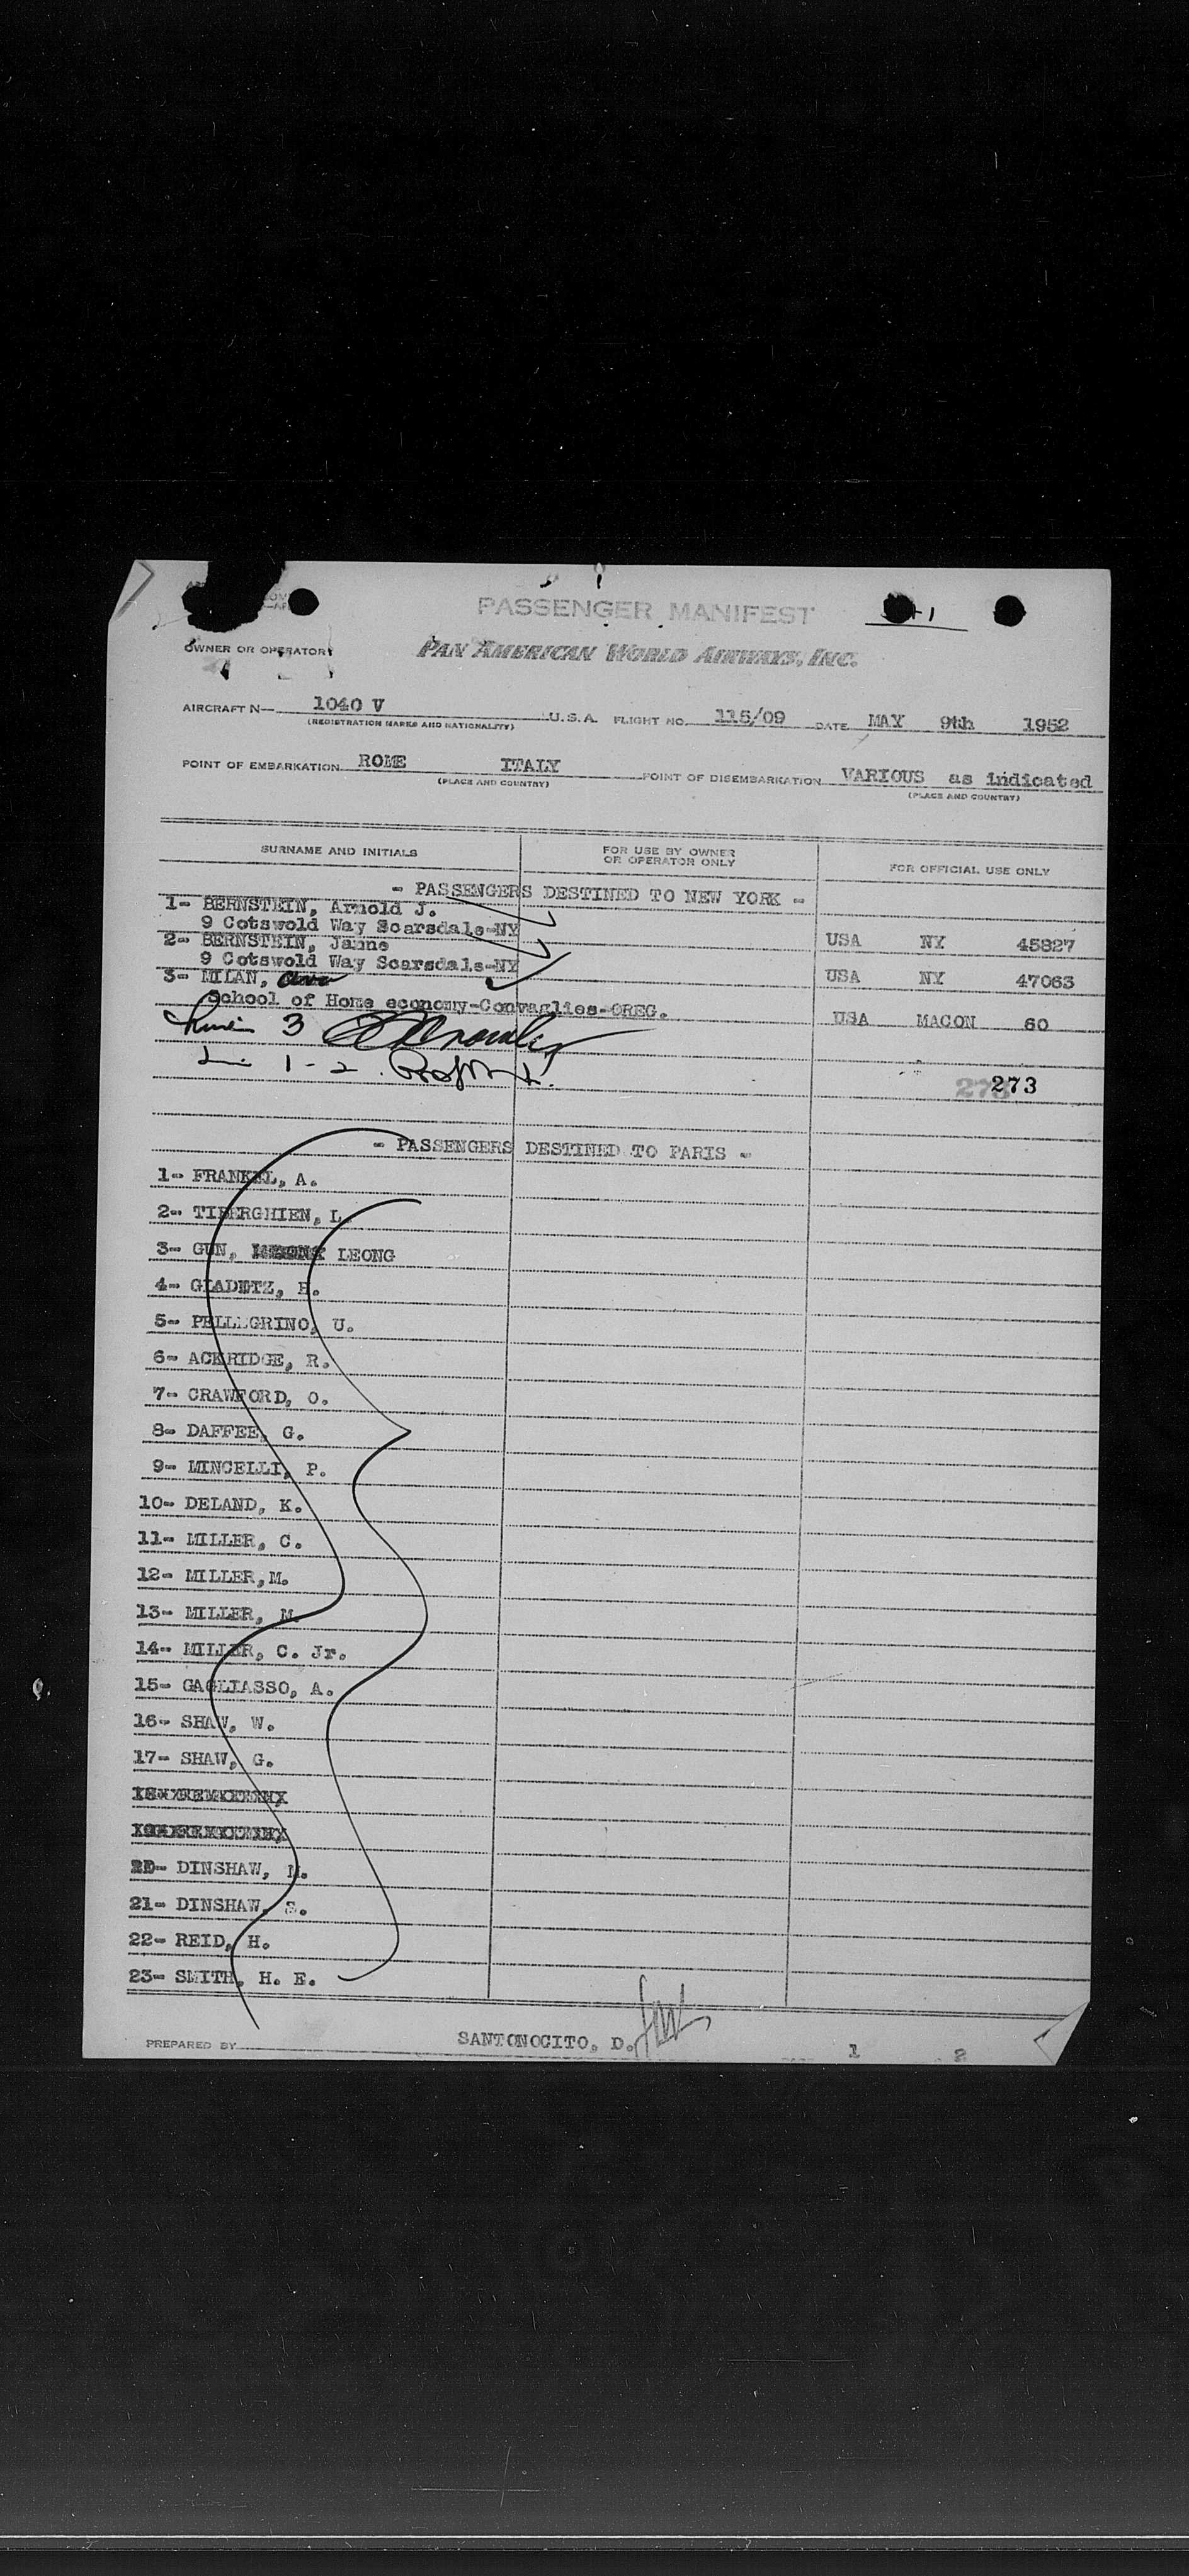 PASSENGER MANIFEST
OWNER OR OPERATOR
PAN AMERICAN WORLD AIRWAYS, INC.
AIRCRAFT N— 1040 V U.S.A. FLIGHT NO. 115/09 DATE MAY 9th 1952
(REGISTRATION MARKS AND NATIONALITY)
POINT OF EMBARKATION ROME ITALY POINT OF DISEMBARKATION VARIOUS as indicated
(PLACE AND COUNTRY) (PLACE AND COUNTRY)
SURNAME AND INITIALS FOR USE BY OWNER OR OPERATOR ONLY FOR OFFICIAL USE ONLY
- PASSENGERS DESTINED TO NEW YORK -
1- BERNSTEIN, Arnold J.
9 Cotswold Way Scarsdale-NY USA NY 45827
2- BERNSTEIN, Janne
9 Cotswold Way Scarsdale-NY USA NY 47063
3- MILAN,
School of Home economy-Convaglies-OREG. USA MACON 60
3
1-2
273
- PASSENGERS DESTINED TO PARIS -
1- FRANKEL, A.
2- TIBERGHIEN, L.
3- GUN, LEONG
4- GLADETZ, H.
5- PELLEGRINO, U.
6- ACKRIDGE, R.
7- CRAWFORD, O.
8- DAFFEE, G.
9- MINCELLI, P.
10- DELAND, K.
11- MILLER, C.
12- MILLER,M.
13- MILLER, M.
14- MILLER, C. Jr.
15- GAGLIASSO, A.
16- SHAW, W.
17- SHAW, G.
DINSHAW,
21- DINSHAW, S.
22- REID, H.
23- SMITH, H. E.
PREPARED BY SANTONOCITO, D. 1 2